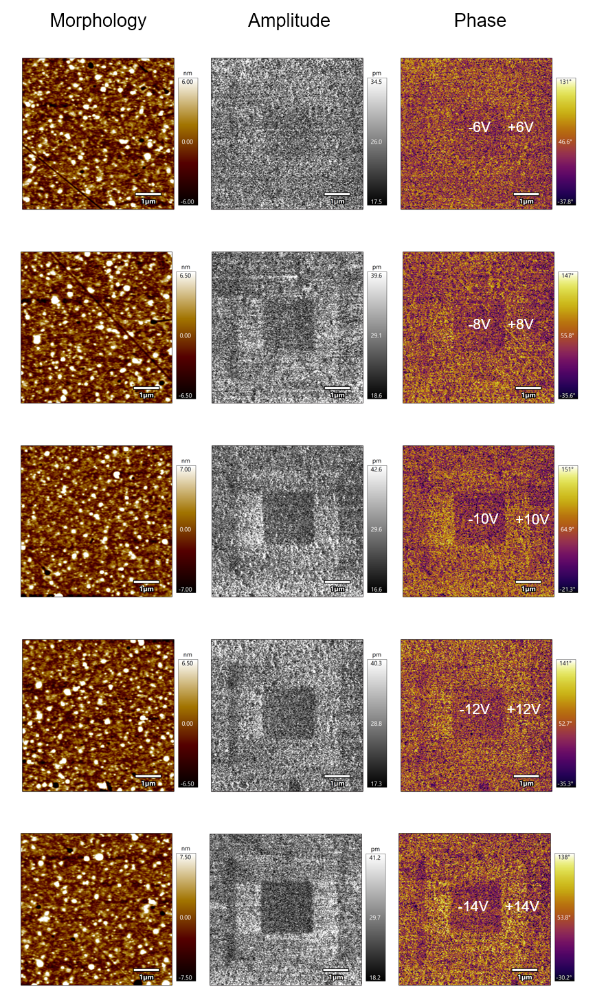 Morphology Amplitude Phase
nm pm
6.00 34.5 131°
-6V +6V
0.00 26.0 46.6°
1µm 1µm 1µm
-6.00 17.5 -37.8°
nm pm
6.50 39.6 147°
-8V +8V
0.00 29.1 55.8°
1µm 1µm 1µm
-6.50 18.6 -35.6°
nm pm
7.00 42.6 151°
-10V +10V
0.00 29.6 64.9°
1µm 1µm 1µm
-7.00 16.6 -21.3°
nm pm
6.50 40.3 141°
-12V +12V
0.00 28.8 52.7°
1µm 1µm 1µm
-6.50 17.3 -35.3°
nm pm
7.50 41.2 138°
-14V +14V
0.00 29.7 53.8°
1µm 1µm 1µm
-7.50 18.2 -30.2°